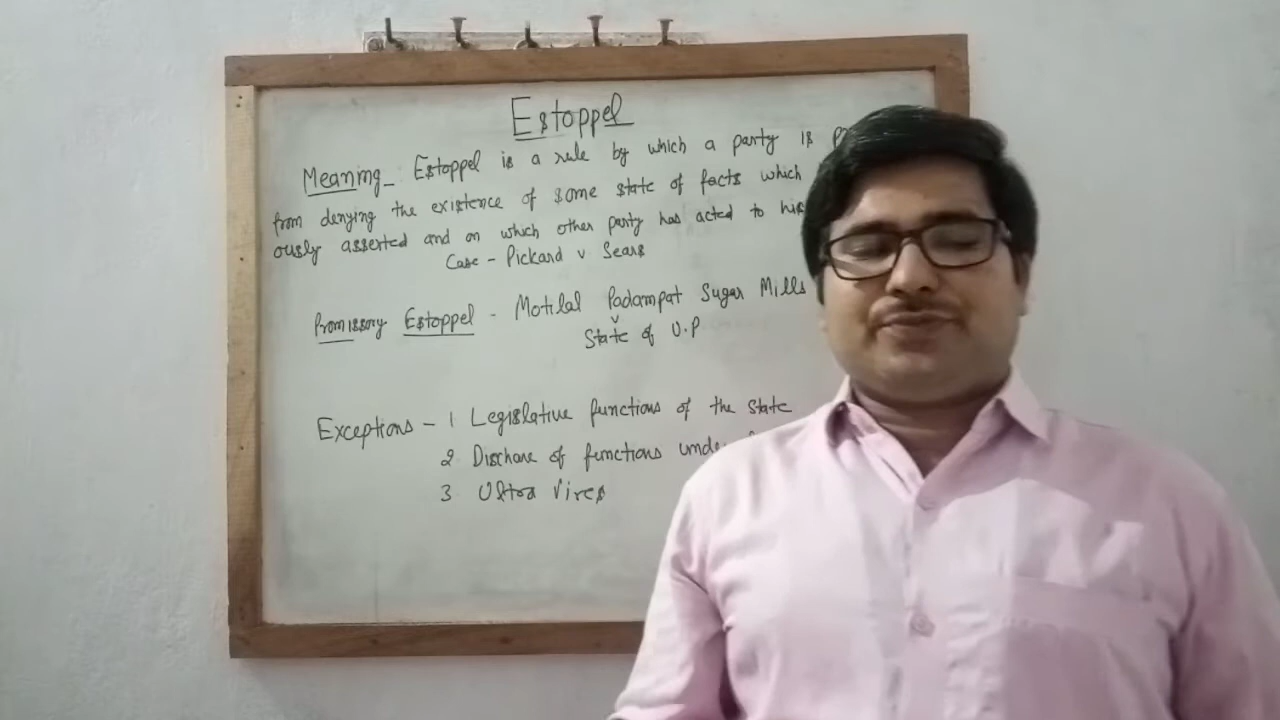 Estoppel
Meaning - Estoppel is a rule by which a party is
from denying the existence of some state of facts which
ously asserted and on which other party has acted to his
Case - Pickard v Sears
Promissory Estoppel - Motilal Padampat Sugar Mills
v
State of U.P
Exceptions - 1 Legislative functions of the state
2 Dischare of functions under
3 Ultra Vires